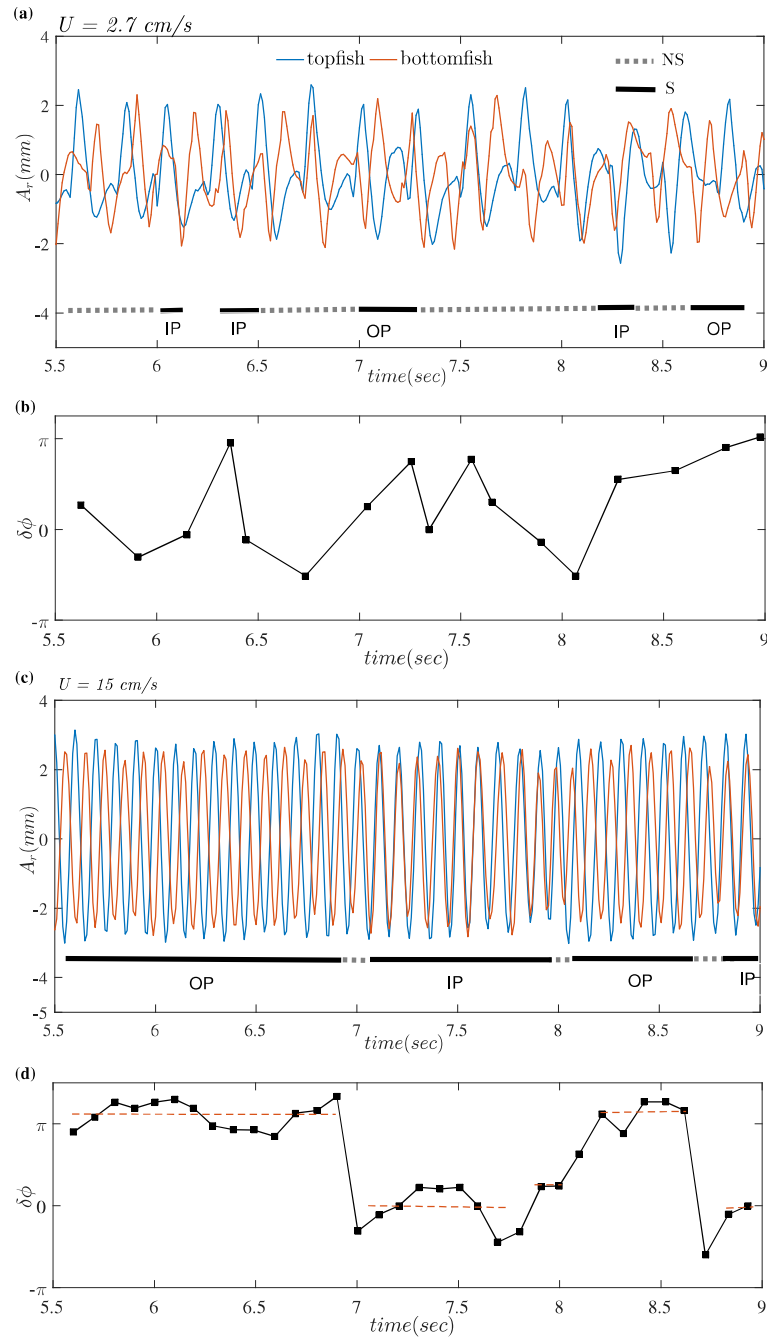 (a)
U = 2.7 cm/s
topfish bottomfish NS
S
4
2
0
-2
-4
A_r(mm)
IP IP OP IP OP
5.5 6 6.5 7 7.5 8 8.5 9
time(sec)
(b)
π
0
-π
δϕ
5.5 6 6.5 7 7.5 8 8.5 9
time(sec)
(c)
U = 15 cm/s
4
2
0
-2
-4
-5
A_r(mm)
OP IP OP IP
5.5 6 6.5 7 7.5 8 8.5 9
time(sec)
(d)
π
0
-π
δϕ
5.5 6 6.5 7 7.5 8 8.5 9
time(sec)